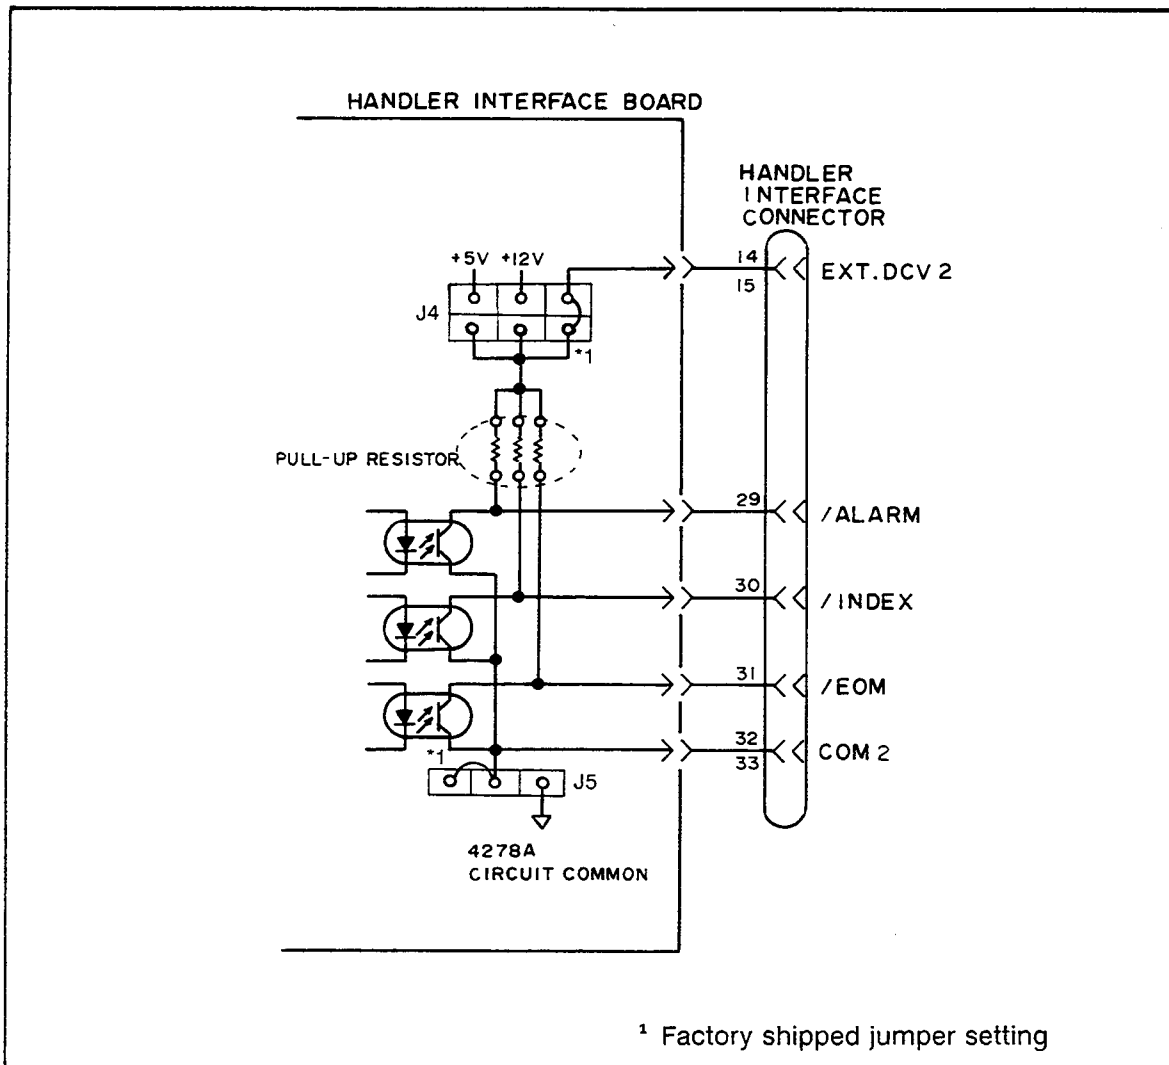 HANDLER INTERFACE BOARD
HANDLER
INTERFACE
CONNECTOR
+5V +12V
14
15
EXT.DCV 2
J4
*1
PULL-UP RESISTOR
29
/ALARM
30
/INDEX
31
/EOM
32
33
COM 2
*1
J5
4278A
CIRCUIT COMMON
¹ Factory shipped jumper setting